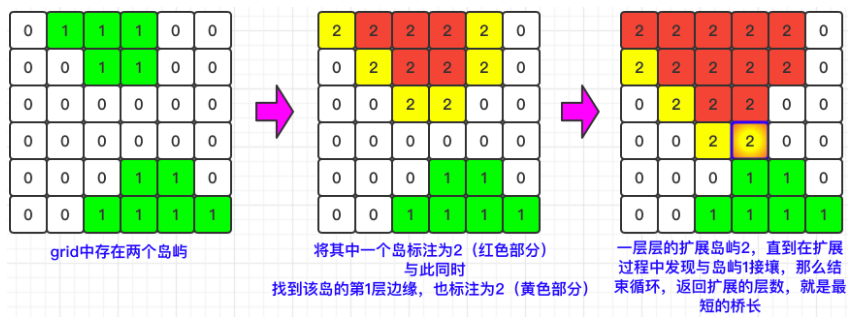 0 1 1 1 0 0
0 0 1 1 0 0
0 0 0 0 0 0
0 0 0 0 0 0
0 0 0 1 1 0
0 0 1 1 1 1
grid中存在两个岛屿
2 2 2 2 2 0
0 2 2 2 2 0
0 0 2 2 0 0
0 0 0 0 0 0
0 0 0 1 1 0
0 0 1 1 1 1
将其中一个岛标注为2（红色部分）
与此同时
找到该岛的第1层边缘，也标注为2（黄色部分）
2 2 2 2 2 0
2 2 2 2 2 0
0 2 2 2 0 0
0 0 2 2 0 0
0 0 0 1 1 0
0 0 1 1 1 1
一层层的扩展岛屿2，直到在扩展
过程中发现与岛屿1接壤，那么结
束循环，返回扩展的层数，就是最
短的桥长